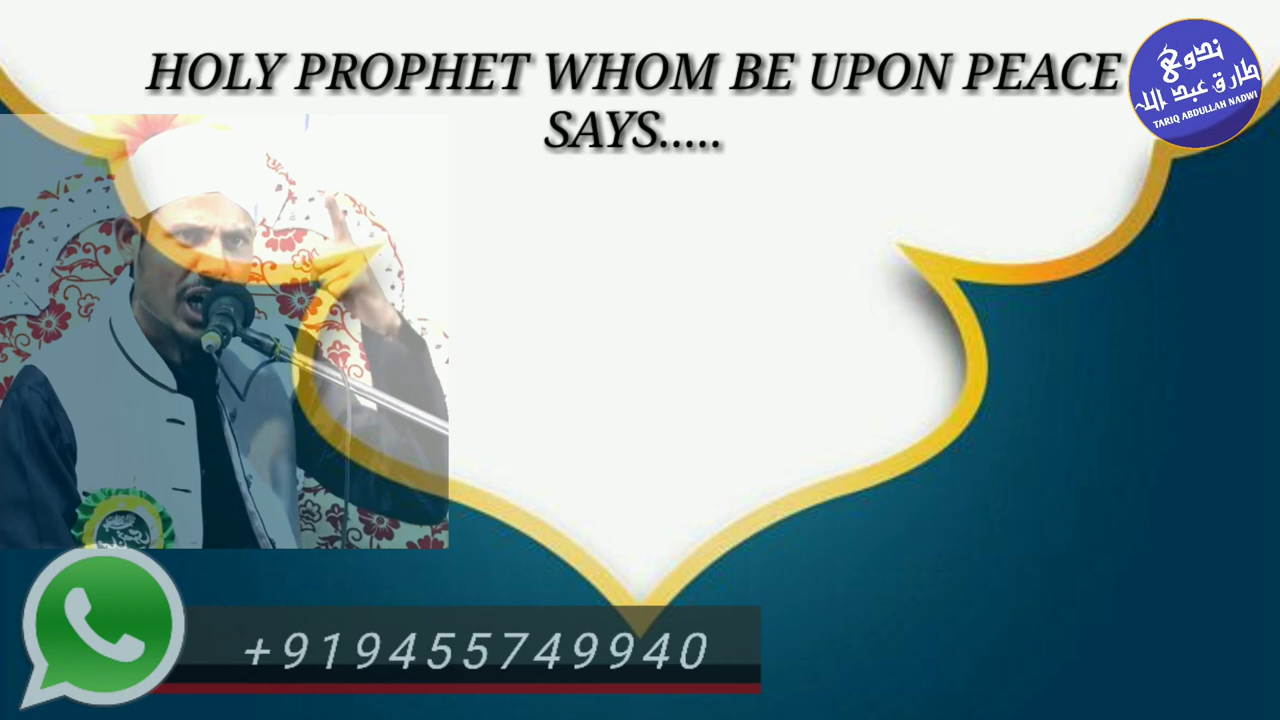 HOLY PROPHET WHOM BE UPON PEACE
SAYS.....
ندوی
طارق عبد اللہ
TARIQ ABDULLAH NADWI
+919455749940